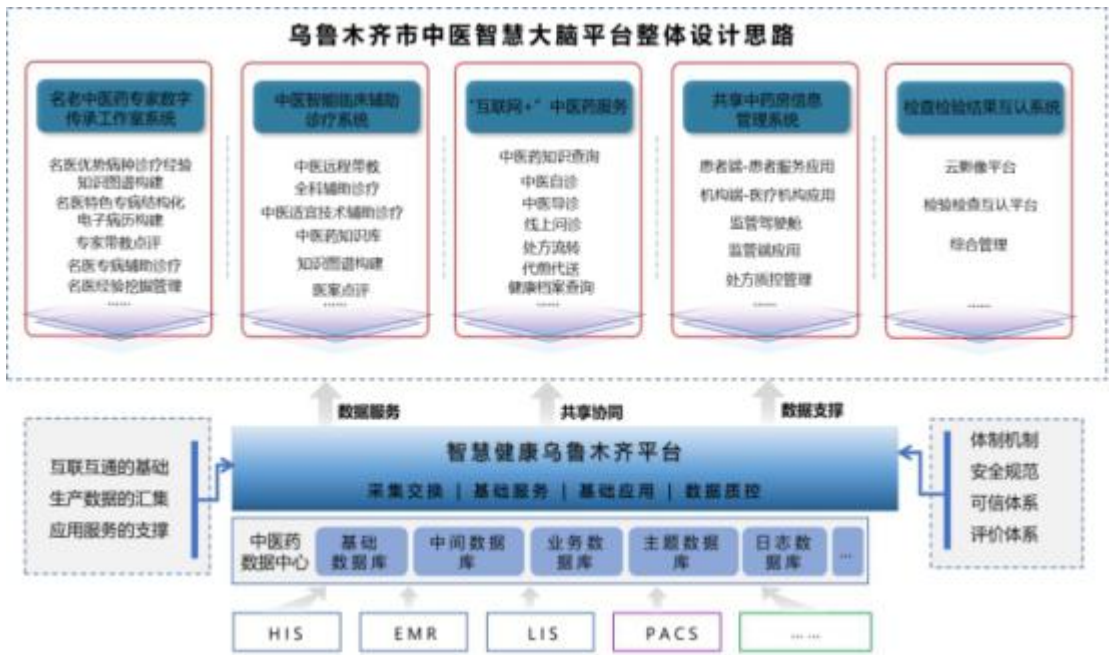 乌鲁木齐市中医智慧大脑平台整体设计思路
名老中医药专家数字
传承工作室系统
名医优势病种诊疗经验
知识图谱构建
名医特色专病结构化
电子病历构建
专家带教点评
名医专病辅助诊疗
名医经验挖掘管理
……
中医智能临床辅助
诊疗系统
中医远程带教
全科辅助诊疗
中医适宜技术辅助诊疗
中医药知识库
知识图谱构建
医案点评
……
“互联网+”中医药服务
中医药知识查询
中医自诊
中医导诊
线上问诊
处方流转
代煎代送
健康档案查询
……
共享中药房信息
管理系统
患者端-患者服务应用
机构端-医疗机构应用
监管驾驶舱
监管端应用
处方质控管理
……
检查检验结果互认系统
云影像平台
检验检查互认平台
综合管理
……
数据服务
共享协同
数据支撑
互联互通的基础
生产数据的汇集
应用服务的支撑
智慧健康乌鲁木齐平台
采集交换 | 基础服务 | 基础应用 | 数据质控
体制机制
安全规范
可信体系
评价体系
中医药
数据中心
基础
数据库
中间数据
库
业务数
据库
主题数据
库
日志数
据库
...
HIS
EMR
LIS
PACS
……